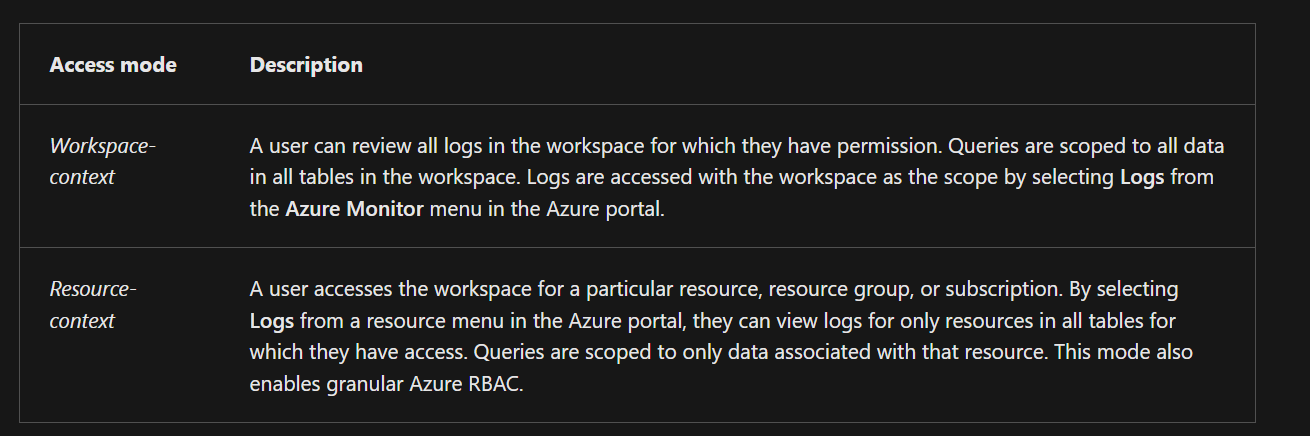 Access mode
Description
Workspace-
context
A user can review all logs in the workspace for which they have permission. Queries are scoped to all data
in all tables in the workspace. Logs are accessed with the workspace as the scope by selecting Logs from
the Azure Monitor menu in the Azure portal.
Resource-
context
A user accesses the workspace for a particular resource, resource group, or subscription. By selecting
Logs from a resource menu in the Azure portal, they can view logs for only resources in all tables for
which they have access. Queries are scoped to only data associated with that resource. This mode also
enables granular Azure RBAC.